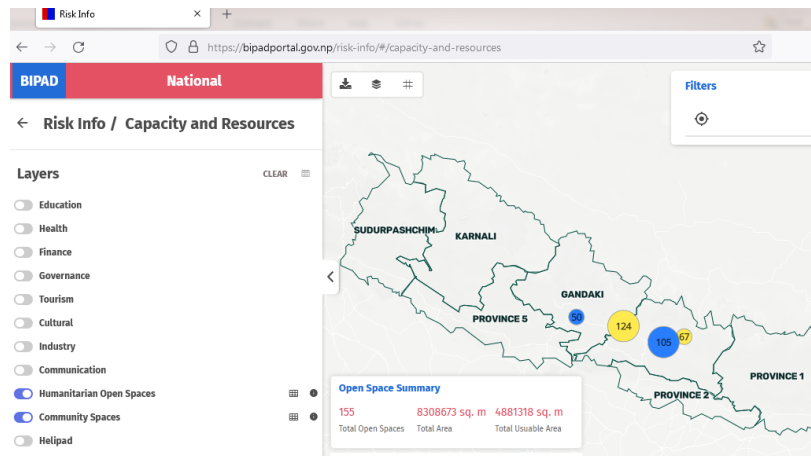 Risk Info × +
https://bipadportal.gov.np/risk-info/#/capacity-and-resources
BIPAD National
Risk Info / Capacity and Resources
Layers CLEAR
Education
Health
Finance
Governance
Tourism
Cultural
Industry
Communication
Humanitarian Open Spaces
Community Spaces
Helipad
Filters
SUDURPASHCHIM
KARNALI
GANDAKI
PROVINCE 5
50
124
105
67
PROVINCE 1
PROVINCE 2
Open Space Summary
155 8308673 sq. m 4881318 sq. m
Total Open Spaces Total Area Total Usuable Area